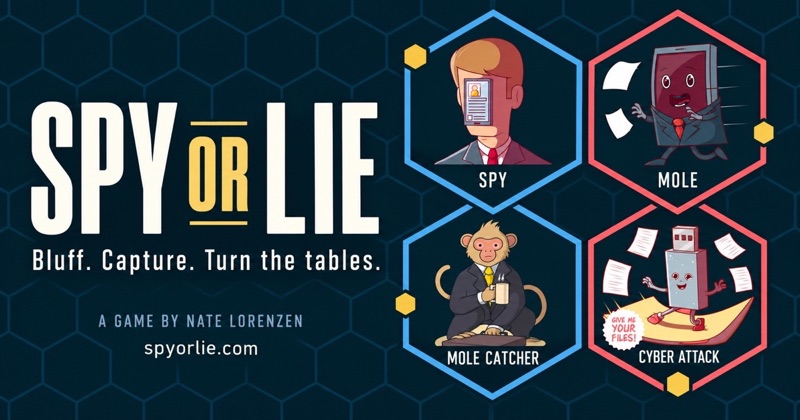 SPY OR LIE
Bluff. Capture. Turn the tables.
A GAME BY NATE LORENZEN
spyorlie.com
SPY
MOLE
MOLE CATCHER
GIVE ME
YOUR
FILES!
CYBER ATTACK